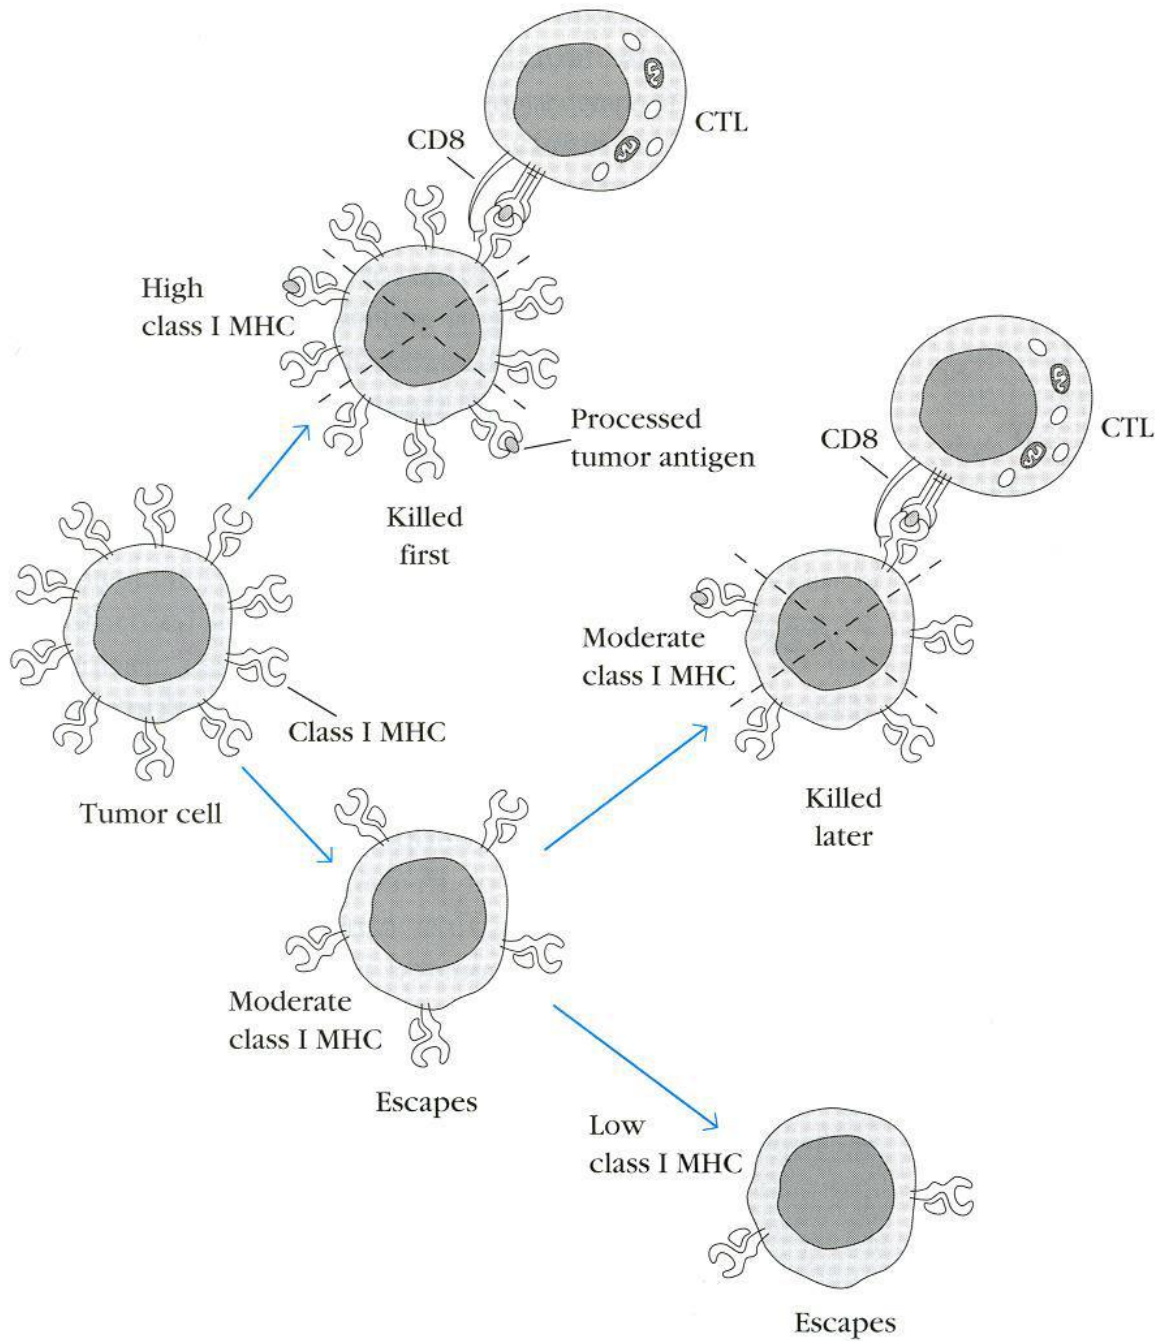 CTL
CD8
High
class I MHC
Processed
tumor antigen
Killed
first
CD8
CTL
Moderate
class I MHC
Class I MHC
Tumor cell
Killed
later
Moderate
class I MHC
Escapes
Low
class I MHC
Escapes